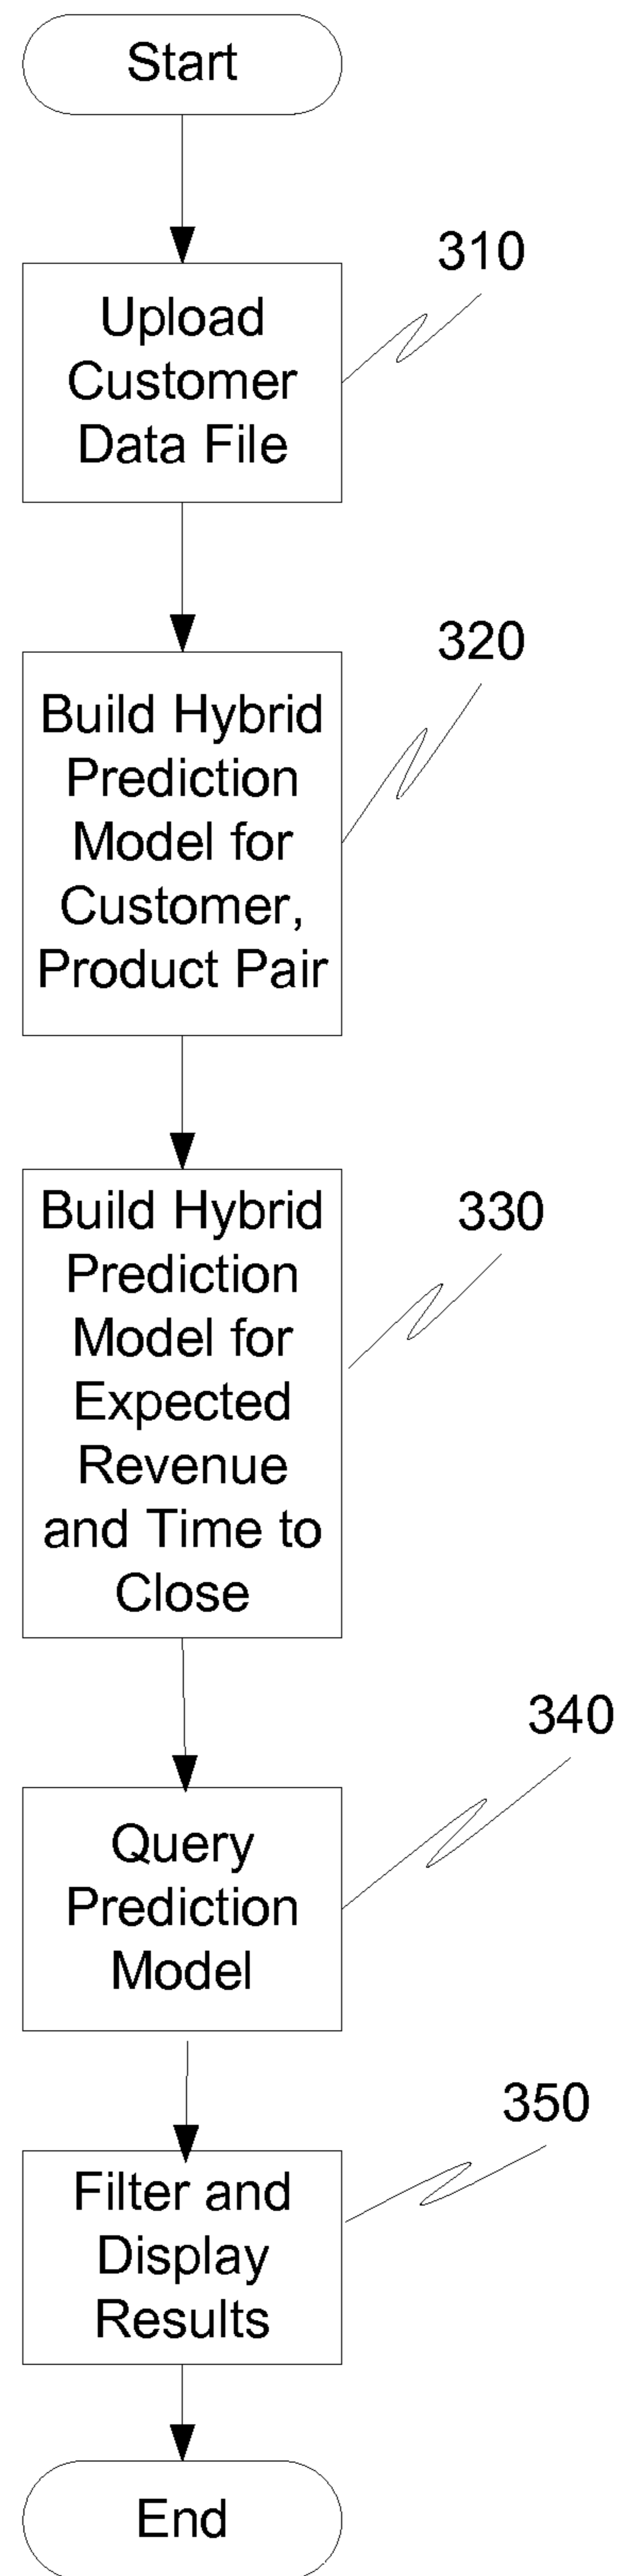 Start
310
Upload
Customer
Data File
320
Build Hybrid
Prediction
Model for
Customer,
Product Pair
330
Build Hybrid
Prediction
Model for
Expected
Revenue
and Time to
Close
340
Query
Prediction
Model
350
Filter and
Display
Results
End